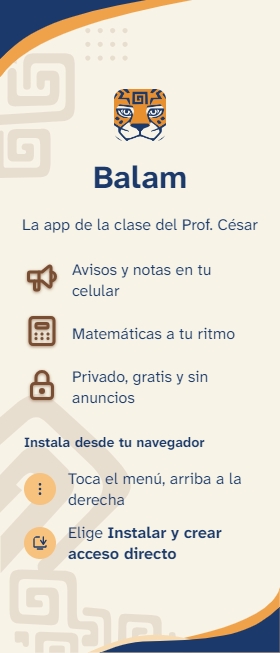 Balam
La app de la clase del Prof. César
Avisos y notas en tu
celular
Matemáticas a tu ritmo
Privado, gratis y sin
anuncios
Instala desde tu navegador
Toca el menú, arriba a la
derecha
Elige Instalar y crear
acceso directo